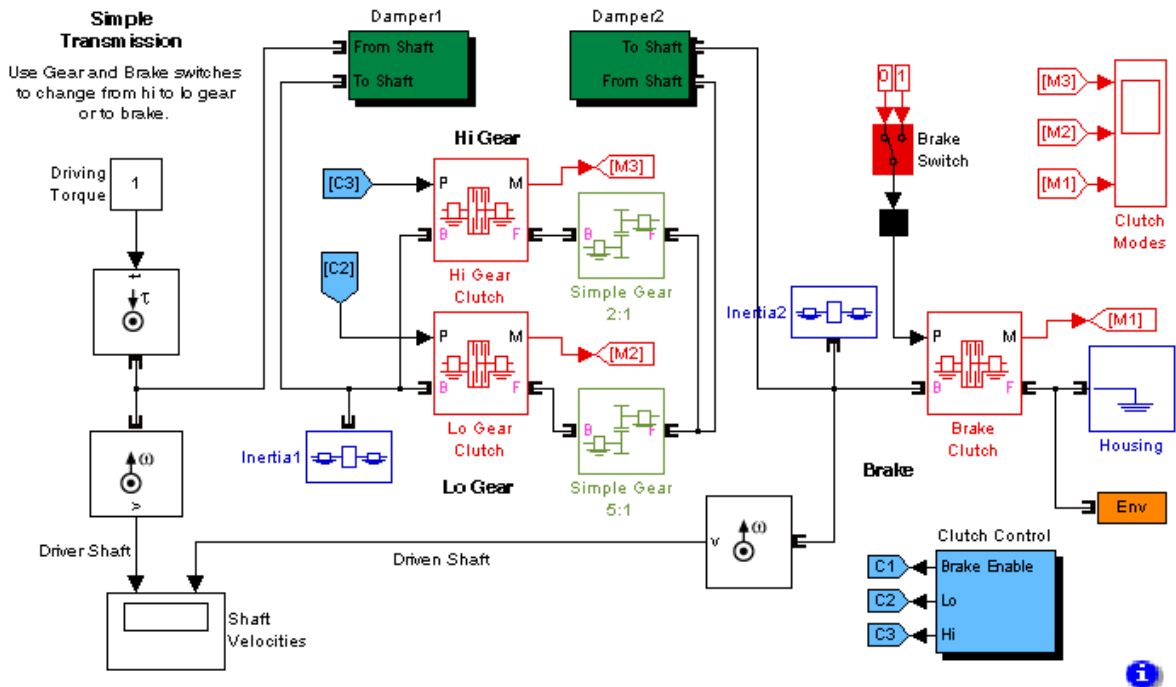 Simple
Transmission
Use Gear and Brake switches
to change from hi to lo gear
or to brake.
Damper1
From Shaft
To Shaft
Damper2
To Shaft
From Shaft
0 1
Brake
Switch
[M3]
[M2]
[M1]
Clutch
Modes
Driving
Torque
1
t
τ
Hi Gear
[C3]
P M
B F
[M3]
Hi Gear
Clutch
B F
Simple Gear
2:1
[C2]
P M
B F
[M2]
Lo Gear
Clutch
B F
Simple Gear
5:1
Inertia1
Lo Gear
Inertia2
P M
B F
[M1]
Brake
Clutch
Housing
Brake
Env
ω
v
Driver Shaft
Driven Shaft
v ω
Shaft
Velocities
Clutch Control
C1 Brake Enable
C2 Lo
C3 Hi
i